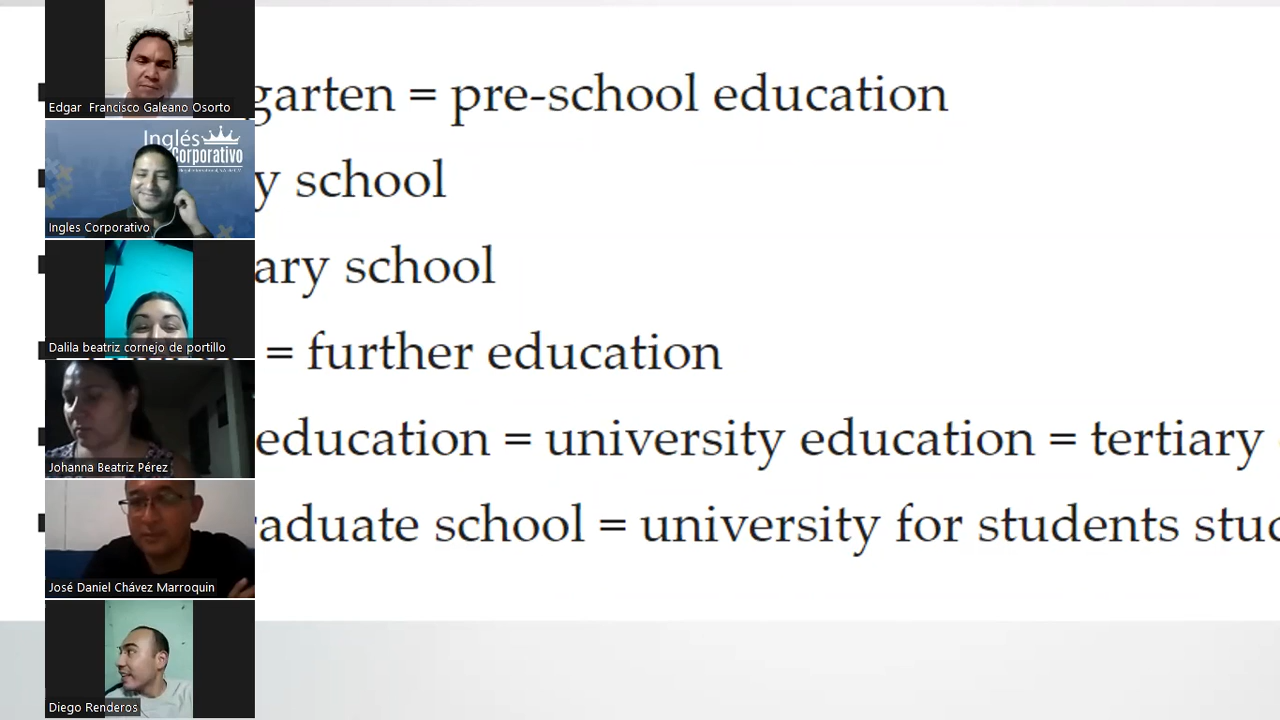 Edgar Francisco Galeano Osorto
Inglés
Corporativo
Ingles Corporativo
Dalila beatriz cornejo de portillo
Johanna Beatriz Pérez
José Daniel Chávez Marroquin
Diego Renderos
garten = pre-school education
y school
ary school
= further education
education = university education = tertiary
raduate school = university for students stuc